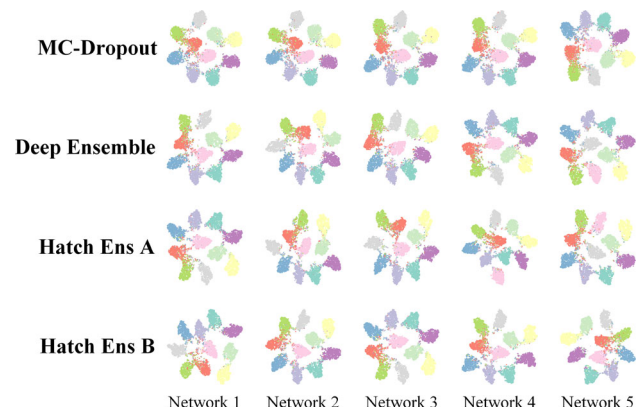 MC-Dropout
Deep Ensemble
Hatch Ens A
Hatch Ens B
Network 1 Network 2 Network 3 Network 4 Network 5